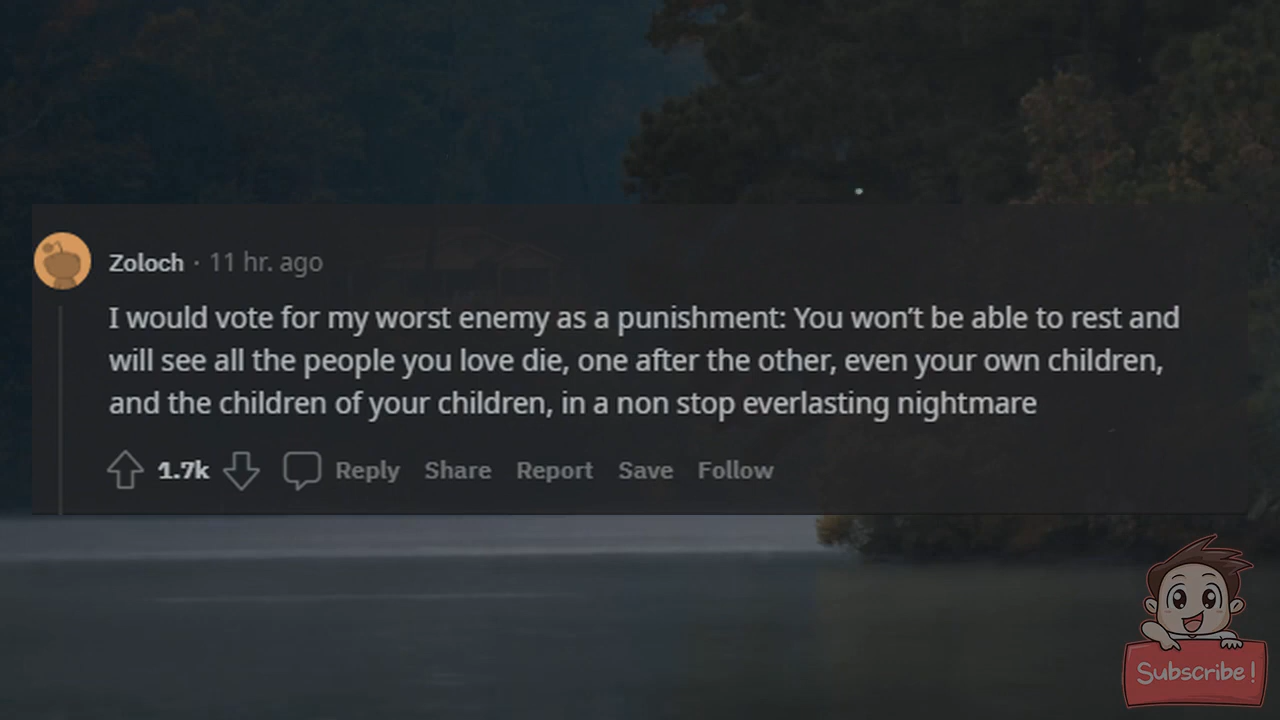 Zoloch · 11 hr. ago
I would vote for my worst enemy as a punishment: You won't be able to rest and
will see all the people you love die, one after the other, even your own children,
and the children of your children, in a non stop everlasting nightmare
1.7k Reply Share Report Save Follow
Subscribe!